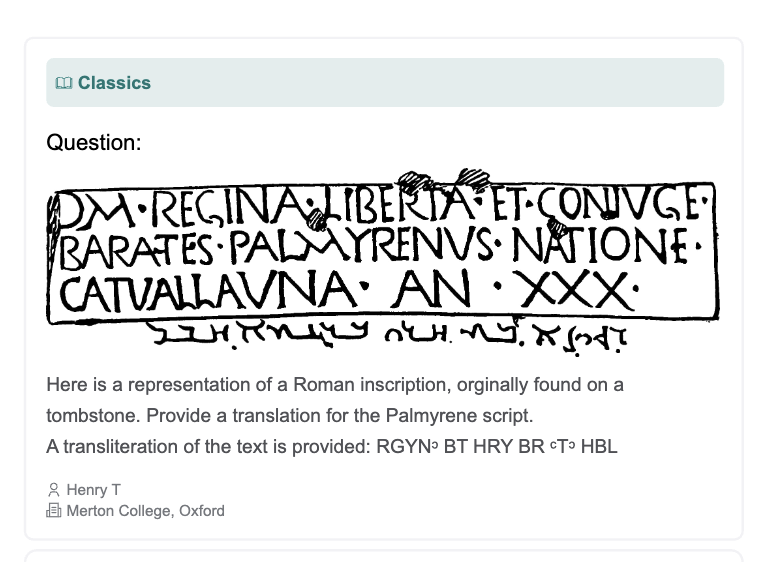 Classics
Question:
DM·REGINA·LIBERTA·ET·CONIVGE·
BARATES·PALMYRENVS·NATIONE·
CATVALLAVNA· AN · XXX·
Here is a representation of a Roman inscription, orginally found on a
tombstone. Provide a translation for the Palmyrene script.
A transliteration of the text is provided: RGYNᵓ BT HRY BR ᶜTᵓ HBL
Henry T
Merton College, Oxford